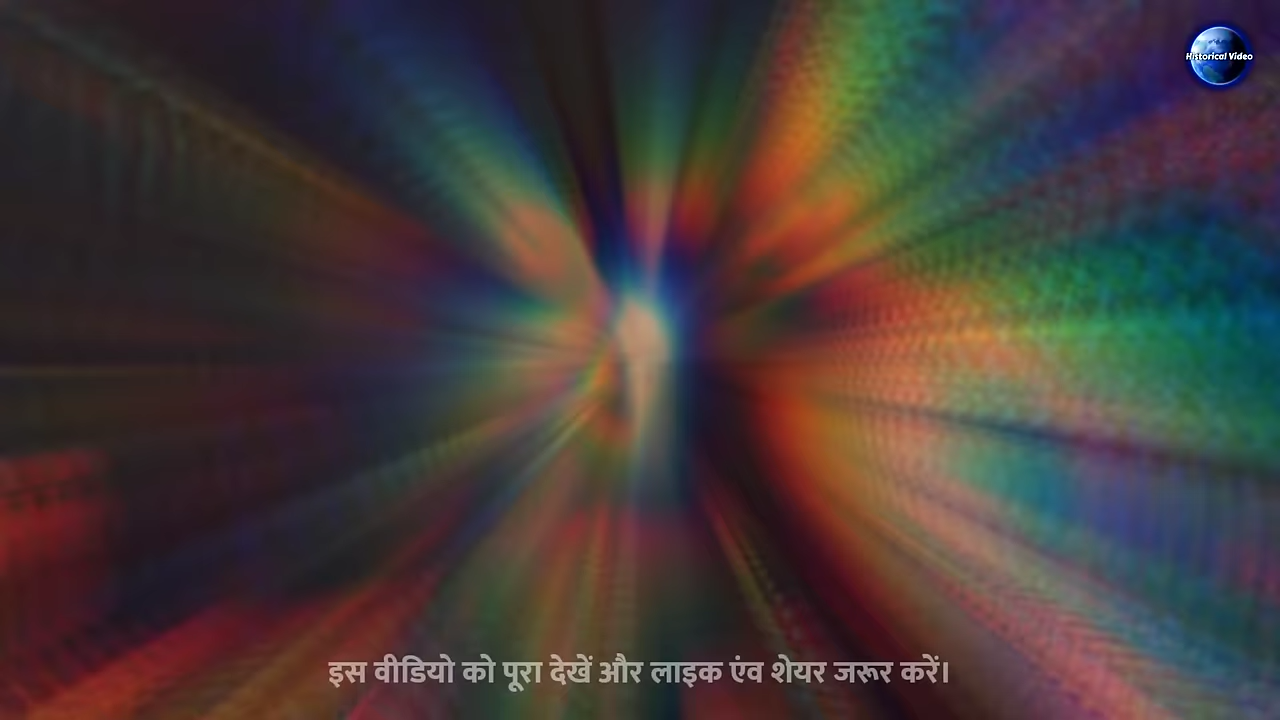 Historical Video
इस वीडियो को पूरा देखें और लाइक एंव शेयर जरूर करें।